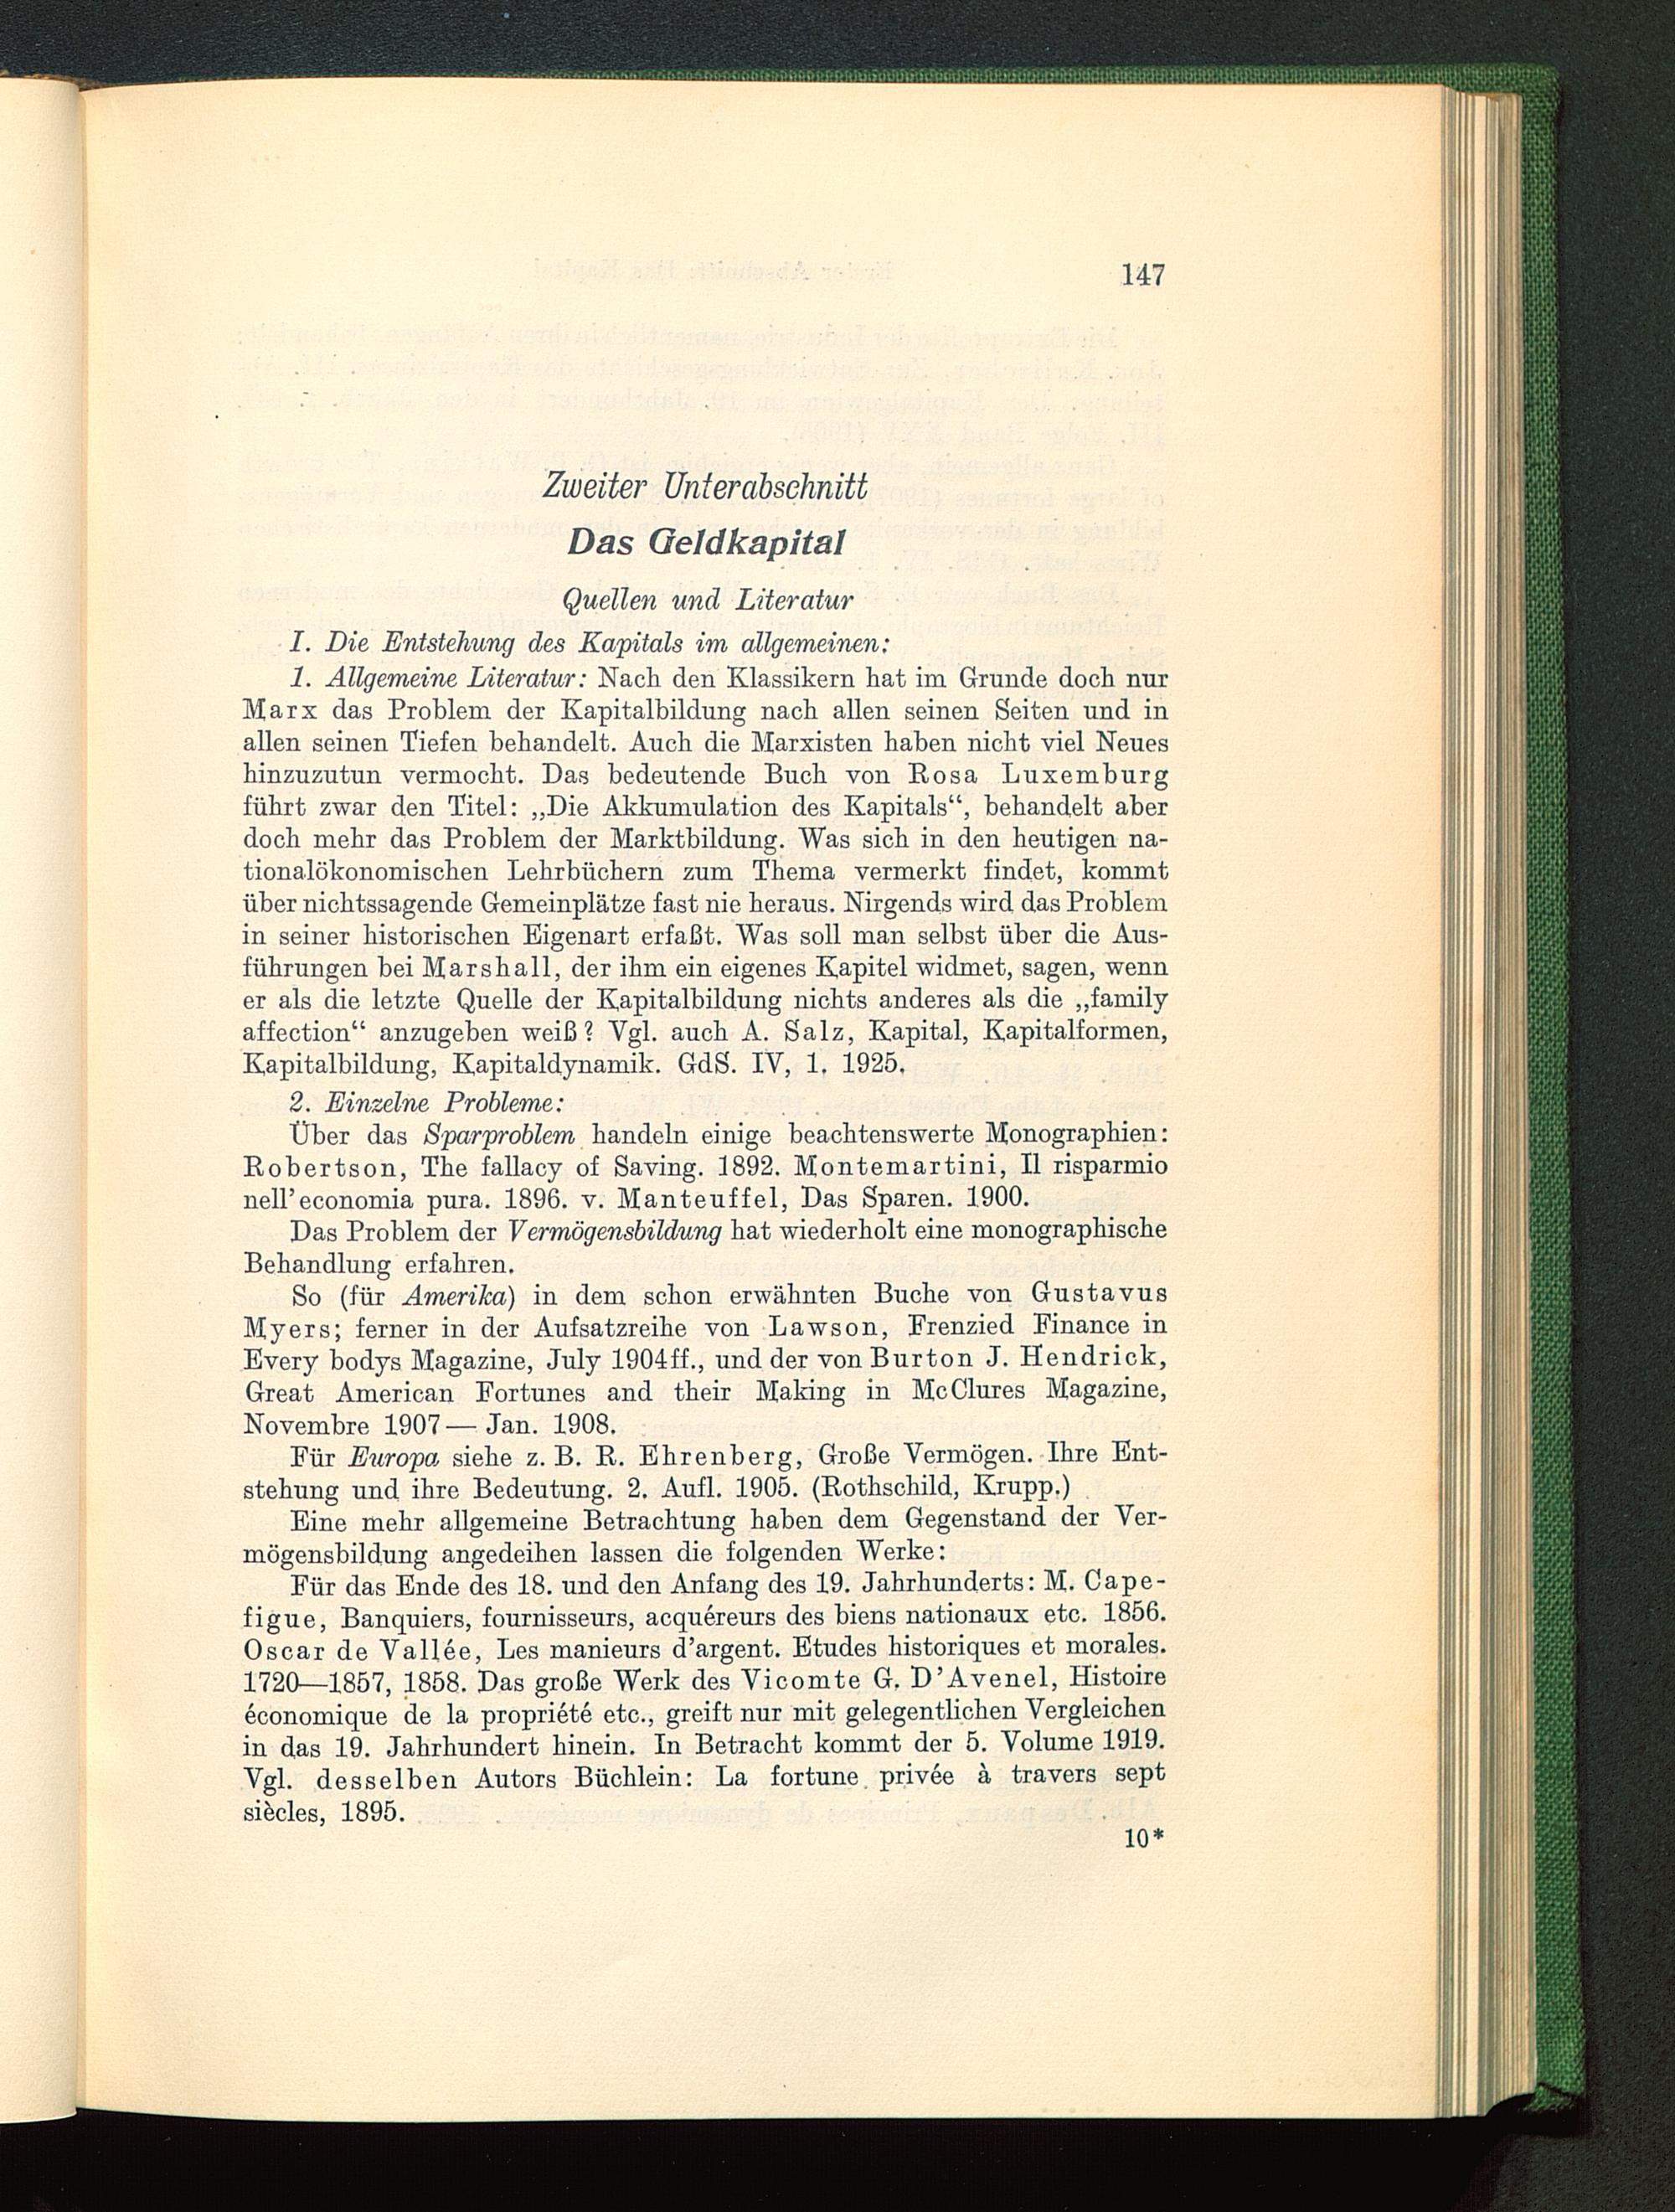 147
Zweiter Unterabschnitt
Das Geldkapital
Quellen und Literatur
I. Die Entstehung des Kapitals im allgemeinen:
1. Allgemeine Literatur: Nach den Klassikern hat im Grunde doch nur
Marx das Problem der Kapitalbildung nach allen seinen Seiten und in
allen seinen Tiefen behandelt. Auch die Marxisten haben nicht viel Neues
hinzuzutun vermocht. Das bedeutende Buch von Rosa Luxemburg
führt zwar den Titel: „Die Akkumulation des Kapitals“, behandelt aber
doch mehr das Problem der Marktbildung. Was sich in den heutigen na-
tionalökonomischen Lehrbüchern zum Thema vermerkt findet, kommt
über nichtssagende Gemeinplätze fast nie heraus. Nirgends wird das Problem
in seiner historischen Eigenart erfaßt. Was soll man selbst über die Aus-
führungen bei Marshall, der ihm ein eigenes Kapitel widmet, sagen, wenn
er als die letzte Quelle der Kapitalbildung nichts anderes als die „family
affection“ anzugeben weiß? Vgl. auch A. Salz, Kapital, Kapitalformen,
Kapitalbildung, Kapitaldynamik. GdS. IV, 1. 1925.
2. Einzelne Probleme:
Über das Sparproblem handeln einige beachtenswerte Monographien:
Robertson, The fallacy of Saving. 1892. Montemartini, Il risparmio
nell'economia pura. 1896. v. Manteuffel, Das Sparen. 1900.
Das Problem der Vermögensbildung hat wiederholt eine monographische
Behandlung erfahren.
So (für Amerika) in dem schon erwähnten Buche von Gustavus
Myers; ferner in der Aufsatzreihe von Lawson, Frenzied Finance in
Every bodys Magazine, July 1904ff., und der von Burton J. Hendrick,
Great American Fortunes and their Making in McClures Magazine,
Novembre 1907— Jan. 1908.
Für Europa siehe z. B. R. Ehrenberg, Große Vermögen. Ihre Ent-
stehung und ihre Bedeutung. 2. Aufl. 1905. (Rothschild, Krupp.)
Eine mehr allgemeine Betrachtung haben dem Gegenstand der Ver-
mögensbildung angedeihen lassen die folgenden Werke:
Für das Ende des 18. und den Anfang des 19. Jahrhunderts: M. Cape-
figue, Banquiers, fournisseurs, acquéreurs des biens nationaux etc. 1856.
Oscar de Vallée, Les manieurs d'argent. Etudes historiques et morales.
1720—1857, 1858. Das große Werk des Vicomte G. D'Avenel, Histoire
économique de la propriété etc., greift nur mit gelegentlichen Vergleichen
in das 19. Jahrhundert hinein. In Betracht kommt der 5. Volume 1919.
Vgl. desselben Autors Büchlein: La fortune privée à travers sept
siècles, 1895.
10*